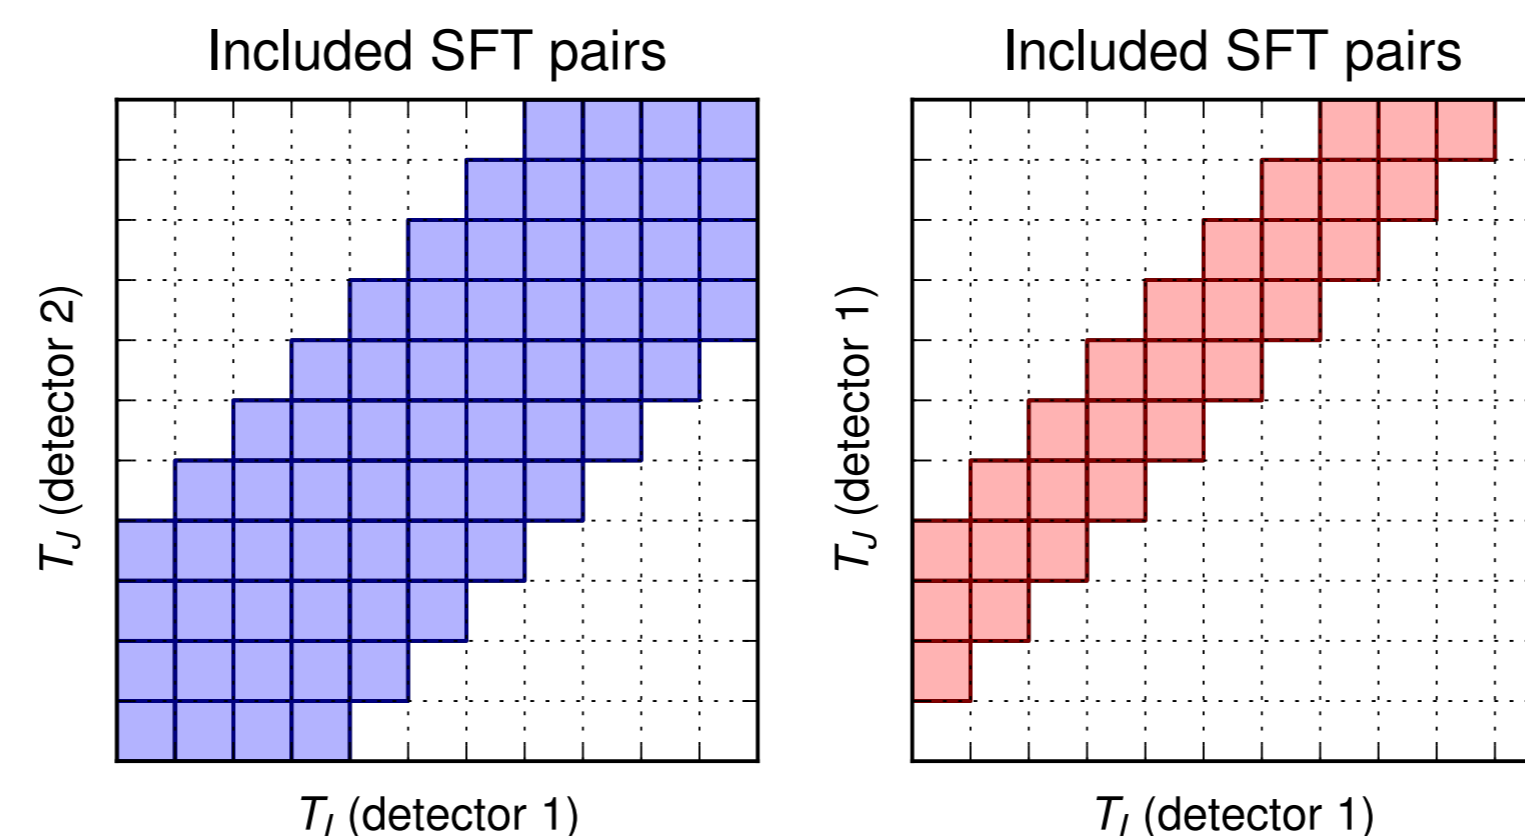 Included SFT pairs
T_J (detector 2)
T_I (detector 1)
Included SFT pairs
T_J (detector 1)
T_I (detector 1)